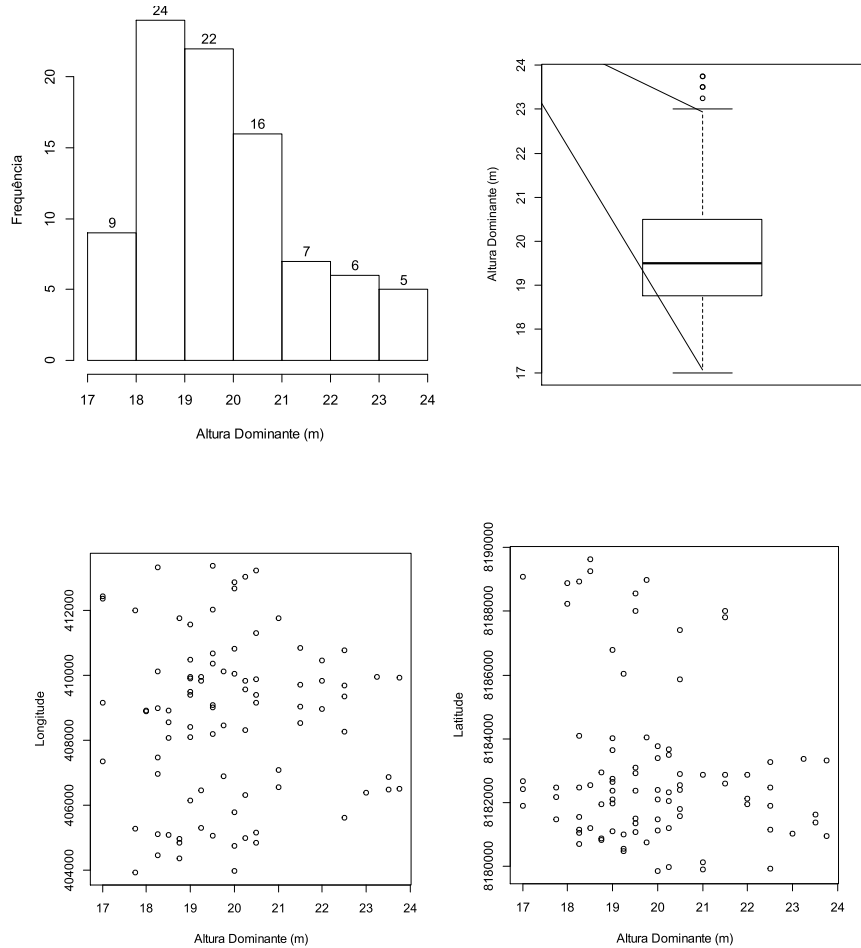 24
22
16
9
7
6
5
Frequência
0 5 10 15 20
17 18 19 20 21 22 23 24
Altura Dominante (m)
Altura Dominante (m)
17 18 19 20 21 22 23 24
Longitude
404000 406000 408000 410000 412000
17 18 19 20 21 22 23 24
Altura Dominante (m)
Latitude
8180000 8182000 8184000 8186000 8188000 8190000
17 18 19 20 21 22 23 24
Altura Dominante (m)